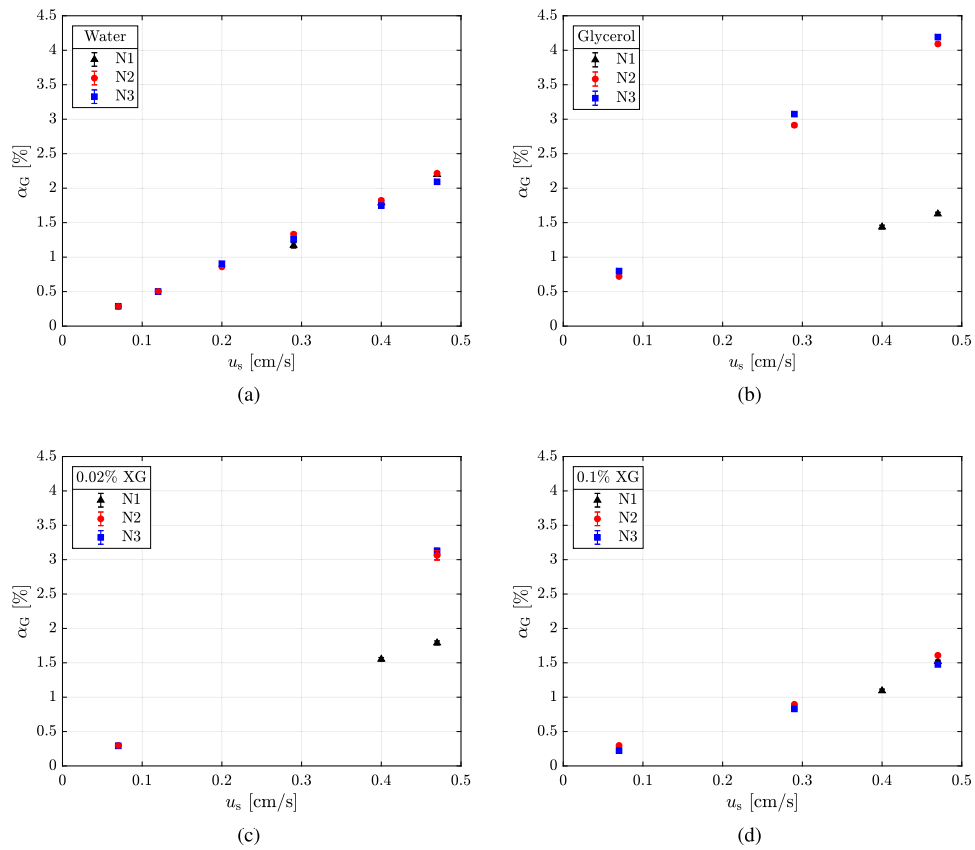 4.5
4
3.5
3
2.5
2
1.5
1
0.5
0
αG [%]
Water
N1
N2
N3
0 0.1 0.2 0.3 0.4 0.5
us [cm/s]
(a)
4.5
4
3.5
3
2.5
2
1.5
1
0.5
0
αG [%]
Glycerol
N1
N2
N3
0 0.1 0.2 0.3 0.4 0.5
us [cm/s]
(b)
4.5
4
3.5
3
2.5
2
1.5
1
0.5
0
αG [%]
0.02% XG
N1
N2
N3
0 0.1 0.2 0.3 0.4 0.5
us [cm/s]
(c)
4.5
4
3.5
3
2.5
2
1.5
1
0.5
0
αG [%]
0.1% XG
N1
N2
N3
0 0.1 0.2 0.3 0.4 0.5
us [cm/s]
(d)